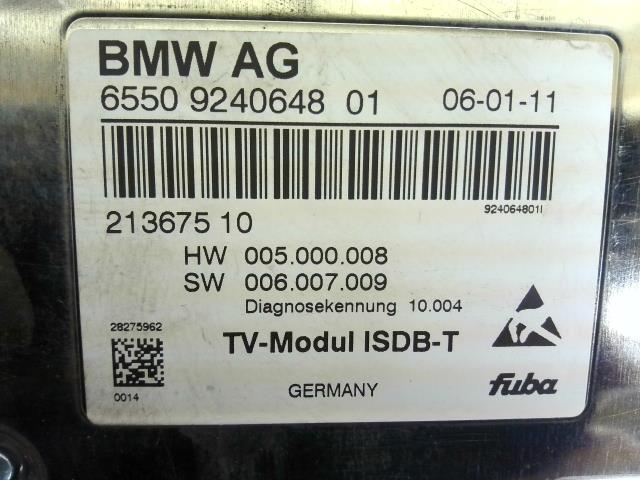 BMW AG
6550 9240648 01 06-01-11
924064801I
213675 10
HW 005.000.008
SW 006.007.009
Diagnosekennung 10.004
28275962
TV-Modul ISDB-T
0014
GERMANY
fuba